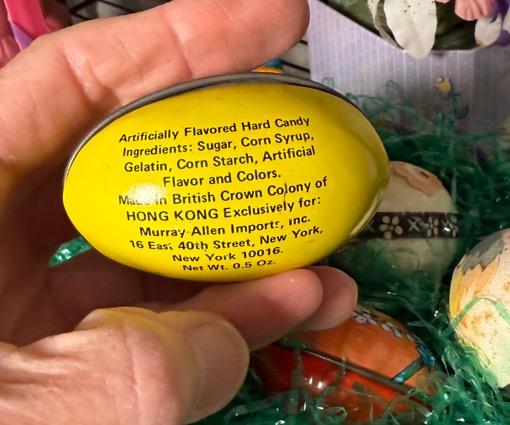 Artificially Flavored Hard Candy
Ingredients: Sugar, Corn Syrup,
Gelatin, Corn Starch, Artificial
Flavor and Colors.
Made in British Crown Colony of
HONG KONG Exclusively for:
Murray Allen Imports, Inc.
16 East 40th Street, New York,
New York 10016.
Net Wt. 0.5 Oz.